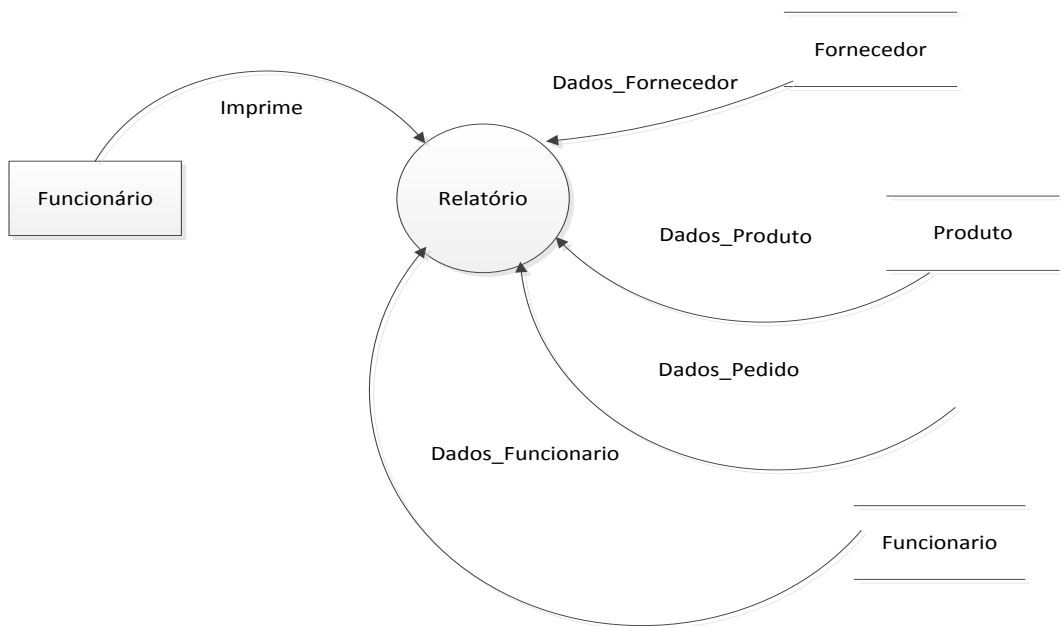 Fornecedor
Dados_Fornecedor
Imprime
Funcionário
Relatório
Dados_Produto
Produto
Dados_Pedido
Dados_Funcionario
Funcionario